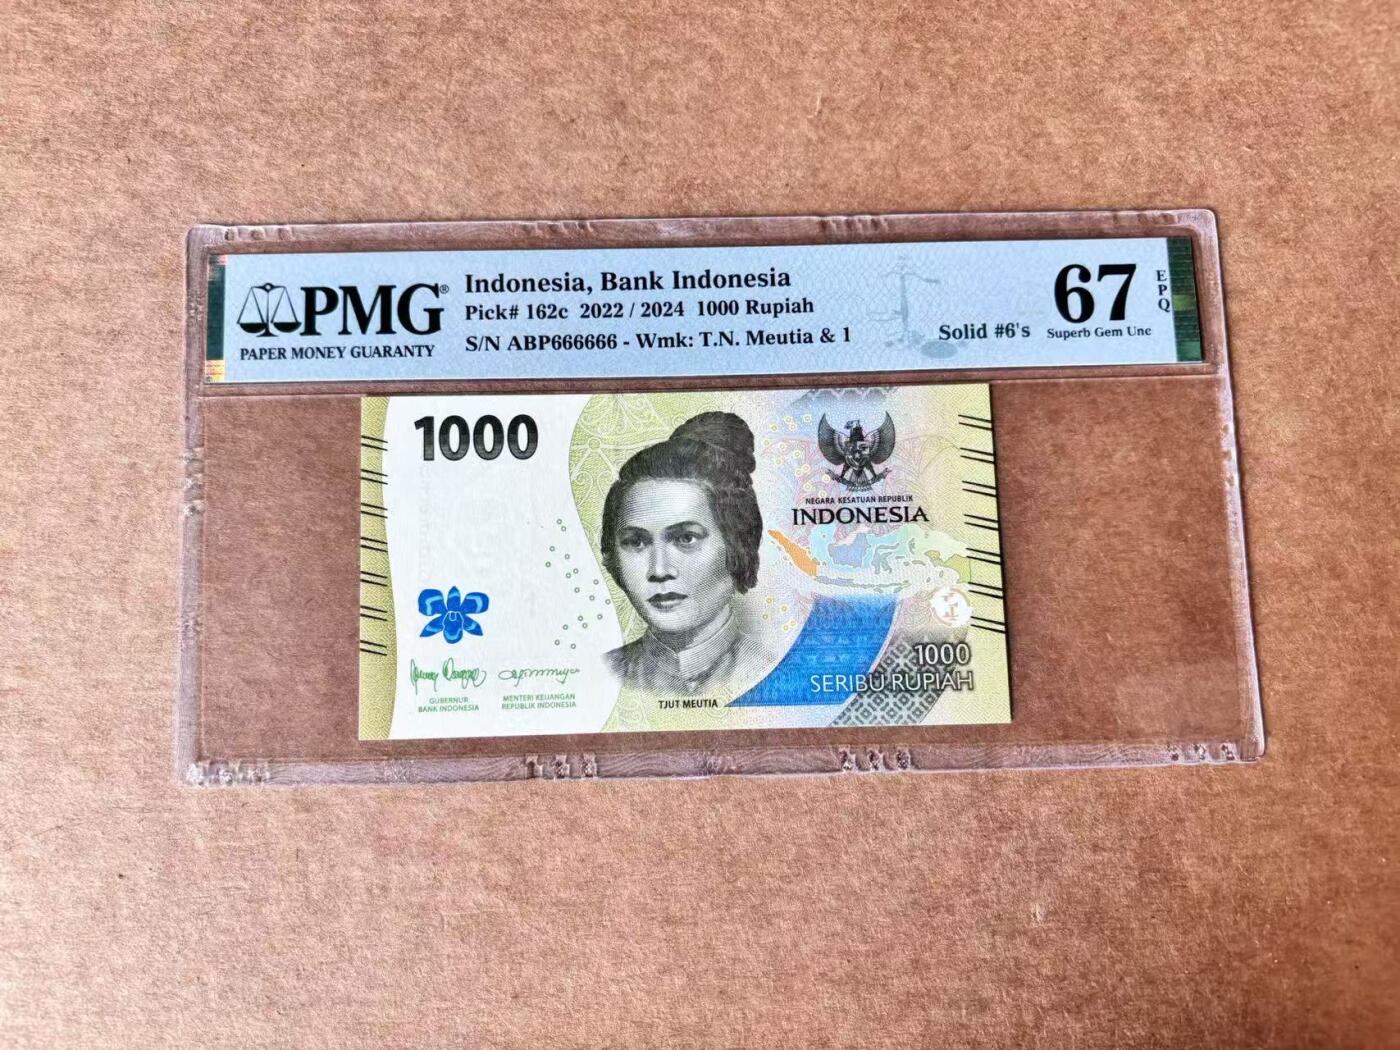 PMG®
PAPER MONEY GUARANTY
Indonesia, Bank Indonesia
Pick# 162c 2022 / 2024 1000 Rupiah
S/N ABP666666 - Wmk: T.N. Meutia & 1
Solid #6's
67
EPQ
Superb Gem Unc
1000
NEGARA KESATUAN REPUBLIK
INDONESIA
GUBERNUR
BANK INDONESIA
MENTERI KEUANGAN
REPUBLIK INDONESIA
TJUT MEUTIA
1000
SERIBU RUPIAH